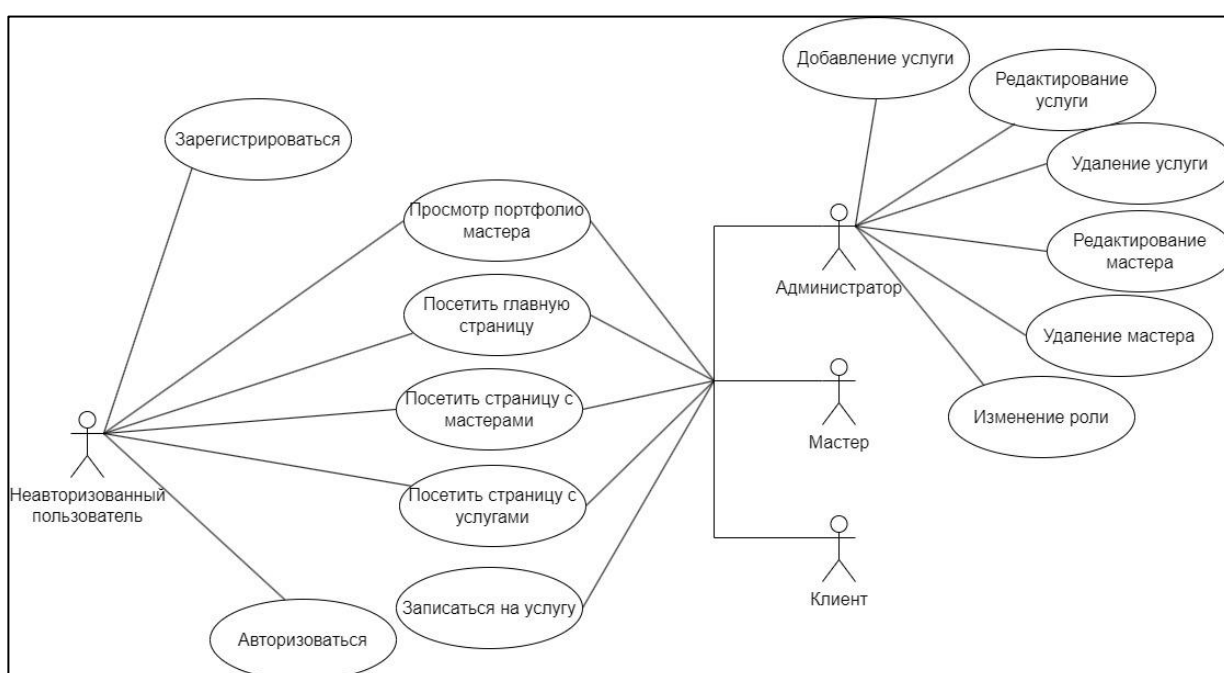 Добавление услуги
Редактирование
услуги
Зарегистрироваться
Удаление услуги
Просмотр портфолио
мастера
Редактирование
мастера
Администратор
Посетить главную
страницу
Удаление мастера
Посетить страницу с
мастерами
Изменение роли
Мастер
Неавторизованный
пользователь
Посетить страницу с
услугами
Записаться на услугу
Клиент
Авторизоваться